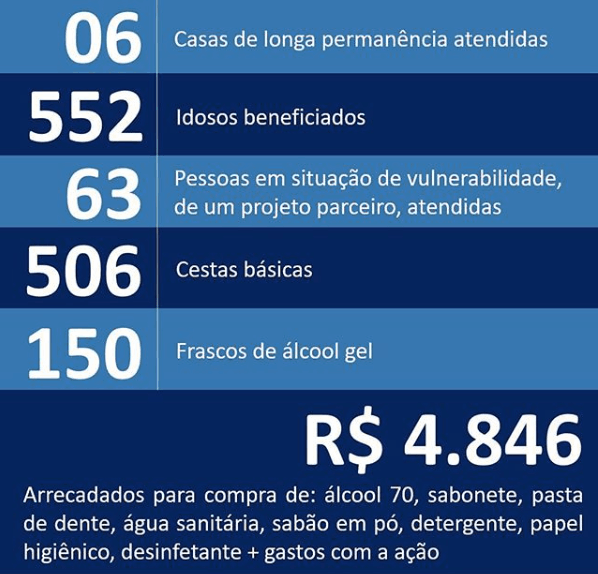 06
Casas de longa permanência atendidas
552
Idosos beneficiados
63
Pessoas em situação de vulnerabilidade,
de um projeto parceiro, atendidas
506
Cestas básicas
150
Frascos de álcool gel
R$ 4.846
Arrecadados para compra de: álcool 70, sabonete, pasta
de dente, água sanitária, sabão em pó, detergente, papel
higiênico, desinfetante + gastos com a ação